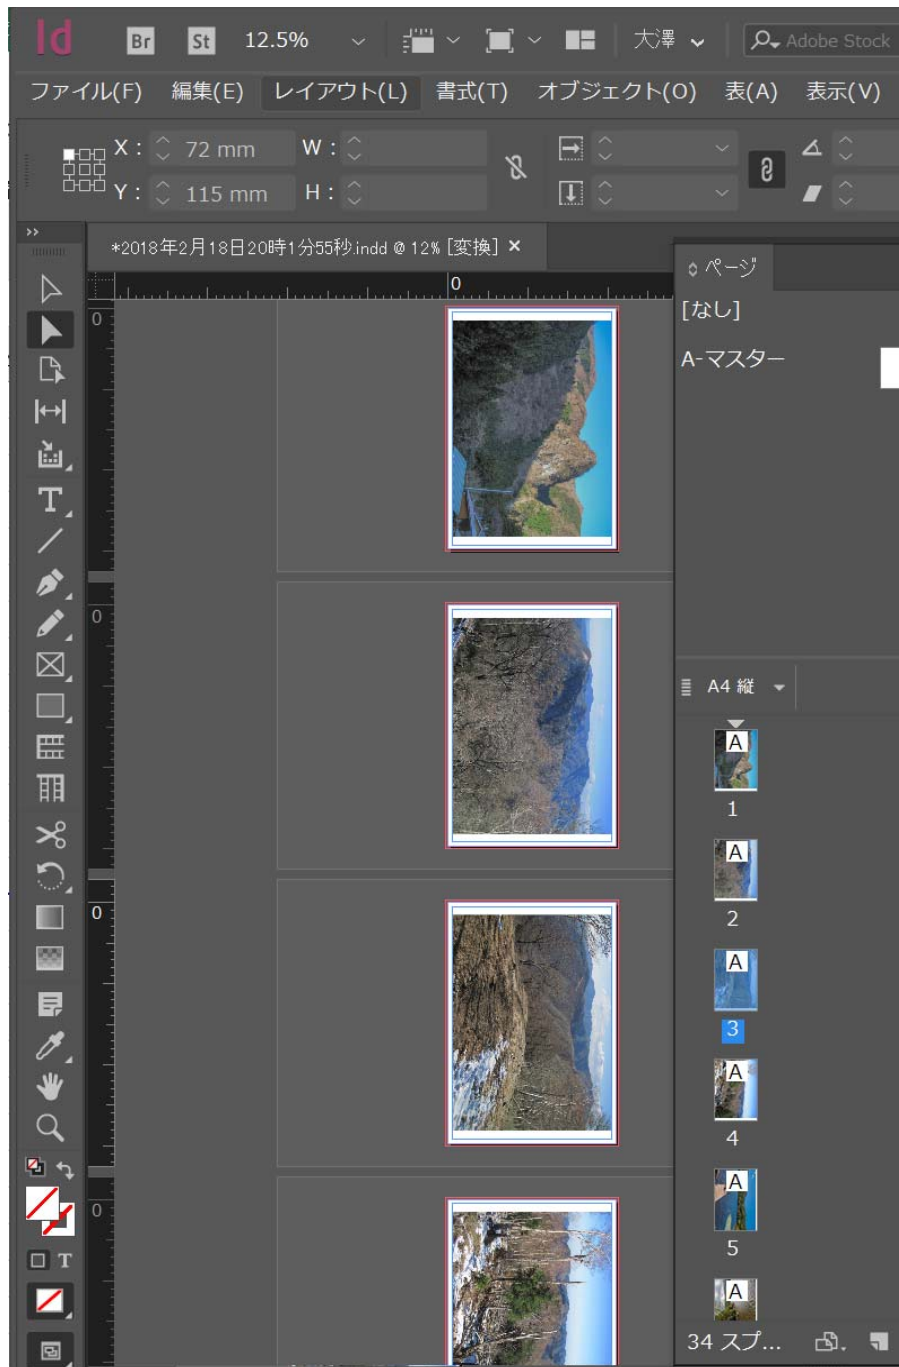 Id Br St 12.5% 大澤 Adobe Stock
ファイル(F) 編集(E) レイアウト(L) 書式(T) オブジェクト(O) 表(A) 表示(V)
X : 72 mm W :
Y : 115 mm H :
*2018年2月18日20時1分55秒.indd @ 12% [変換] ×
ページ
[なし]
A-マスター
0
0
0
0
0
A4 縦
A
1
A
2
A
3
A
4
A
5
A
34 スプ...
T
T